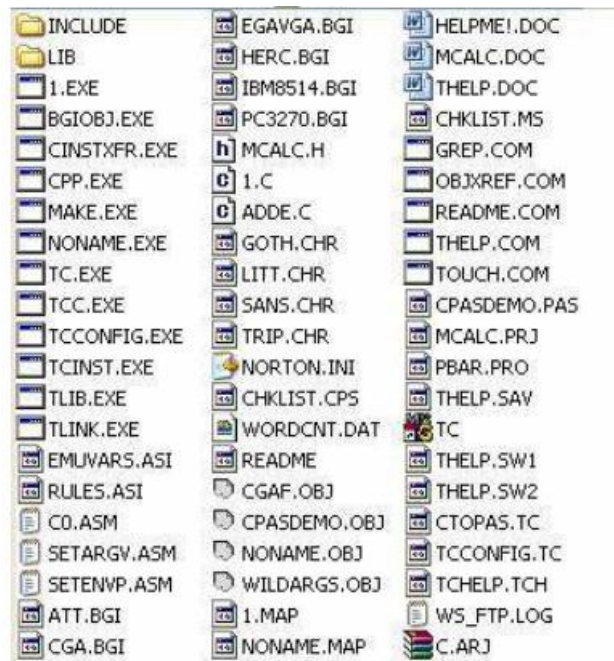 INCLUDE
LIB
1.EXE
BGIOBJ.EXE
CINSTXFR.EXE
CPP.EXE
MAKE.EXE
NONAME.EXE
TC.EXE
TCC.EXE
TCCONFIG.EXE
TCINST.EXE
TLIB.EXE
TLINK.EXE
EMUVARS.ASI
RULES.ASI
C0.ASM
SETARGV.ASM
SETENVP.ASM
ATT.BGI
CGA.BGI
EGAVGA.BGI
HERC.BGI
IBM8514.BGI
PC3270.BGI
MCALC.H
1.C
ADDE.C
GOTH.CHR
LITT.CHR
SANS.CHR
TRIP.CHR
NORTON.INI
CHKLIST.CPS
WORDCNT.DAT
README
CGAF.OBJ
CPASDEMO.OBJ
NONAME.OBJ
WILDARGS.OBJ
1.MAP
NONAME.MAP
HELPME!.DOC
MCALC.DOC
THELP.DOC
CHKLIST.MS
GREP.COM
OBJXREF.COM
README.COM
THELP.COM
TOUCH.COM
CPASDEMO.PAS
MCALC.PRJ
PBAR.PRO
THELP.SAV
TC
THELP.SW1
THELP.SW2
CTOPAS.TC
TCCONFIG.TC
TCHELP.TCH
WS_FTP.LOG
C.ARJ